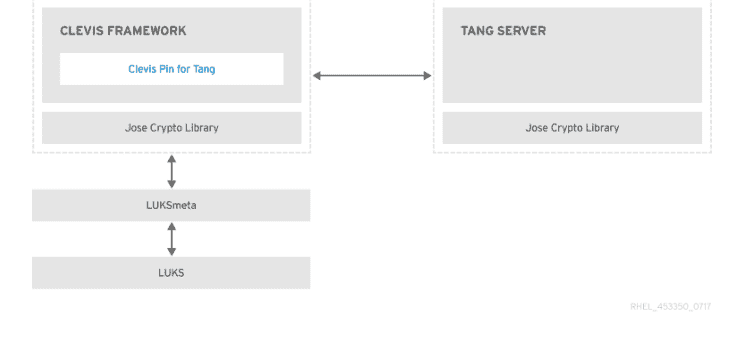 CLEVIS FRAMEWORK
Clevis Pin for Tang
Jose Crypto Library
TANG SERVER
Jose Crypto Library
LUKSmeta
LUKS
RHEL_453350_0717